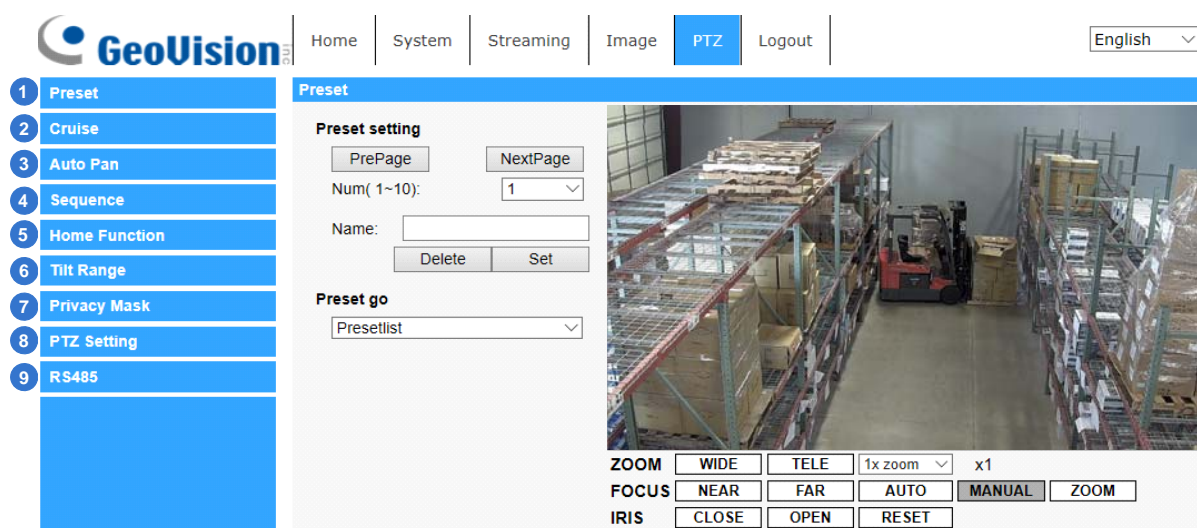 GeoVision inc
Home System Streaming Image PTZ Logout English
1 Preset
2 Cruise
3 Auto Pan
4 Sequence
5 Home Function
6 Tilt Range
7 Privacy Mask
8 PTZ Setting
9 RS485
Preset
Preset setting
PrePage NextPage
Num( 1~10): 1
Name:
Delete Set
Preset go
Presetlist
ZOOM WIDE TELE 1x zoom x1
FOCUS NEAR FAR AUTO MANUAL ZOOM
IRIS CLOSE OPEN RESET